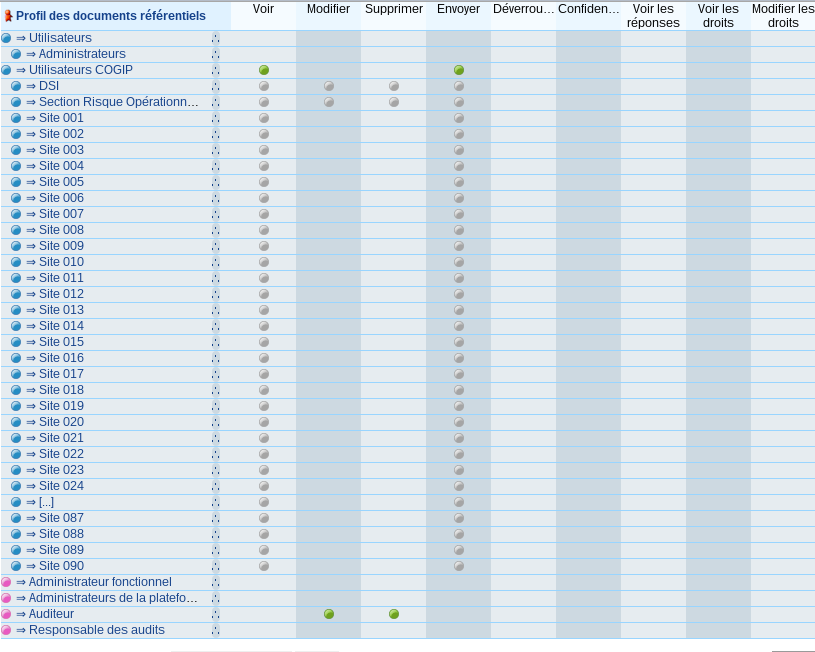 Profil des documents référentiels
Voir Modifier Supprimer Envoyer Déverrou... Confiden... Voir les réponses Voir les droits Modifier les droits
⇒ Utilisateurs
⇒ Administrateurs
⇒ Utilisateurs COGIP
⇒ DSI
⇒ Section Risque Opérationn...
⇒ Site 001
⇒ Site 002
⇒ Site 003
⇒ Site 004
⇒ Site 005
⇒ Site 006
⇒ Site 007
⇒ Site 008
⇒ Site 009
⇒ Site 010
⇒ Site 011
⇒ Site 012
⇒ Site 013
⇒ Site 014
⇒ Site 015
⇒ Site 016
⇒ Site 017
⇒ Site 018
⇒ Site 019
⇒ Site 020
⇒ Site 021
⇒ Site 022
⇒ Site 023
⇒ Site 024
⇒ [...]
⇒ Site 087
⇒ Site 088
⇒ Site 089
⇒ Site 090
⇒ Administrateur fonctionnel
⇒ Administrateurs de la platefo...
⇒ Auditeur
⇒ Responsable des audits